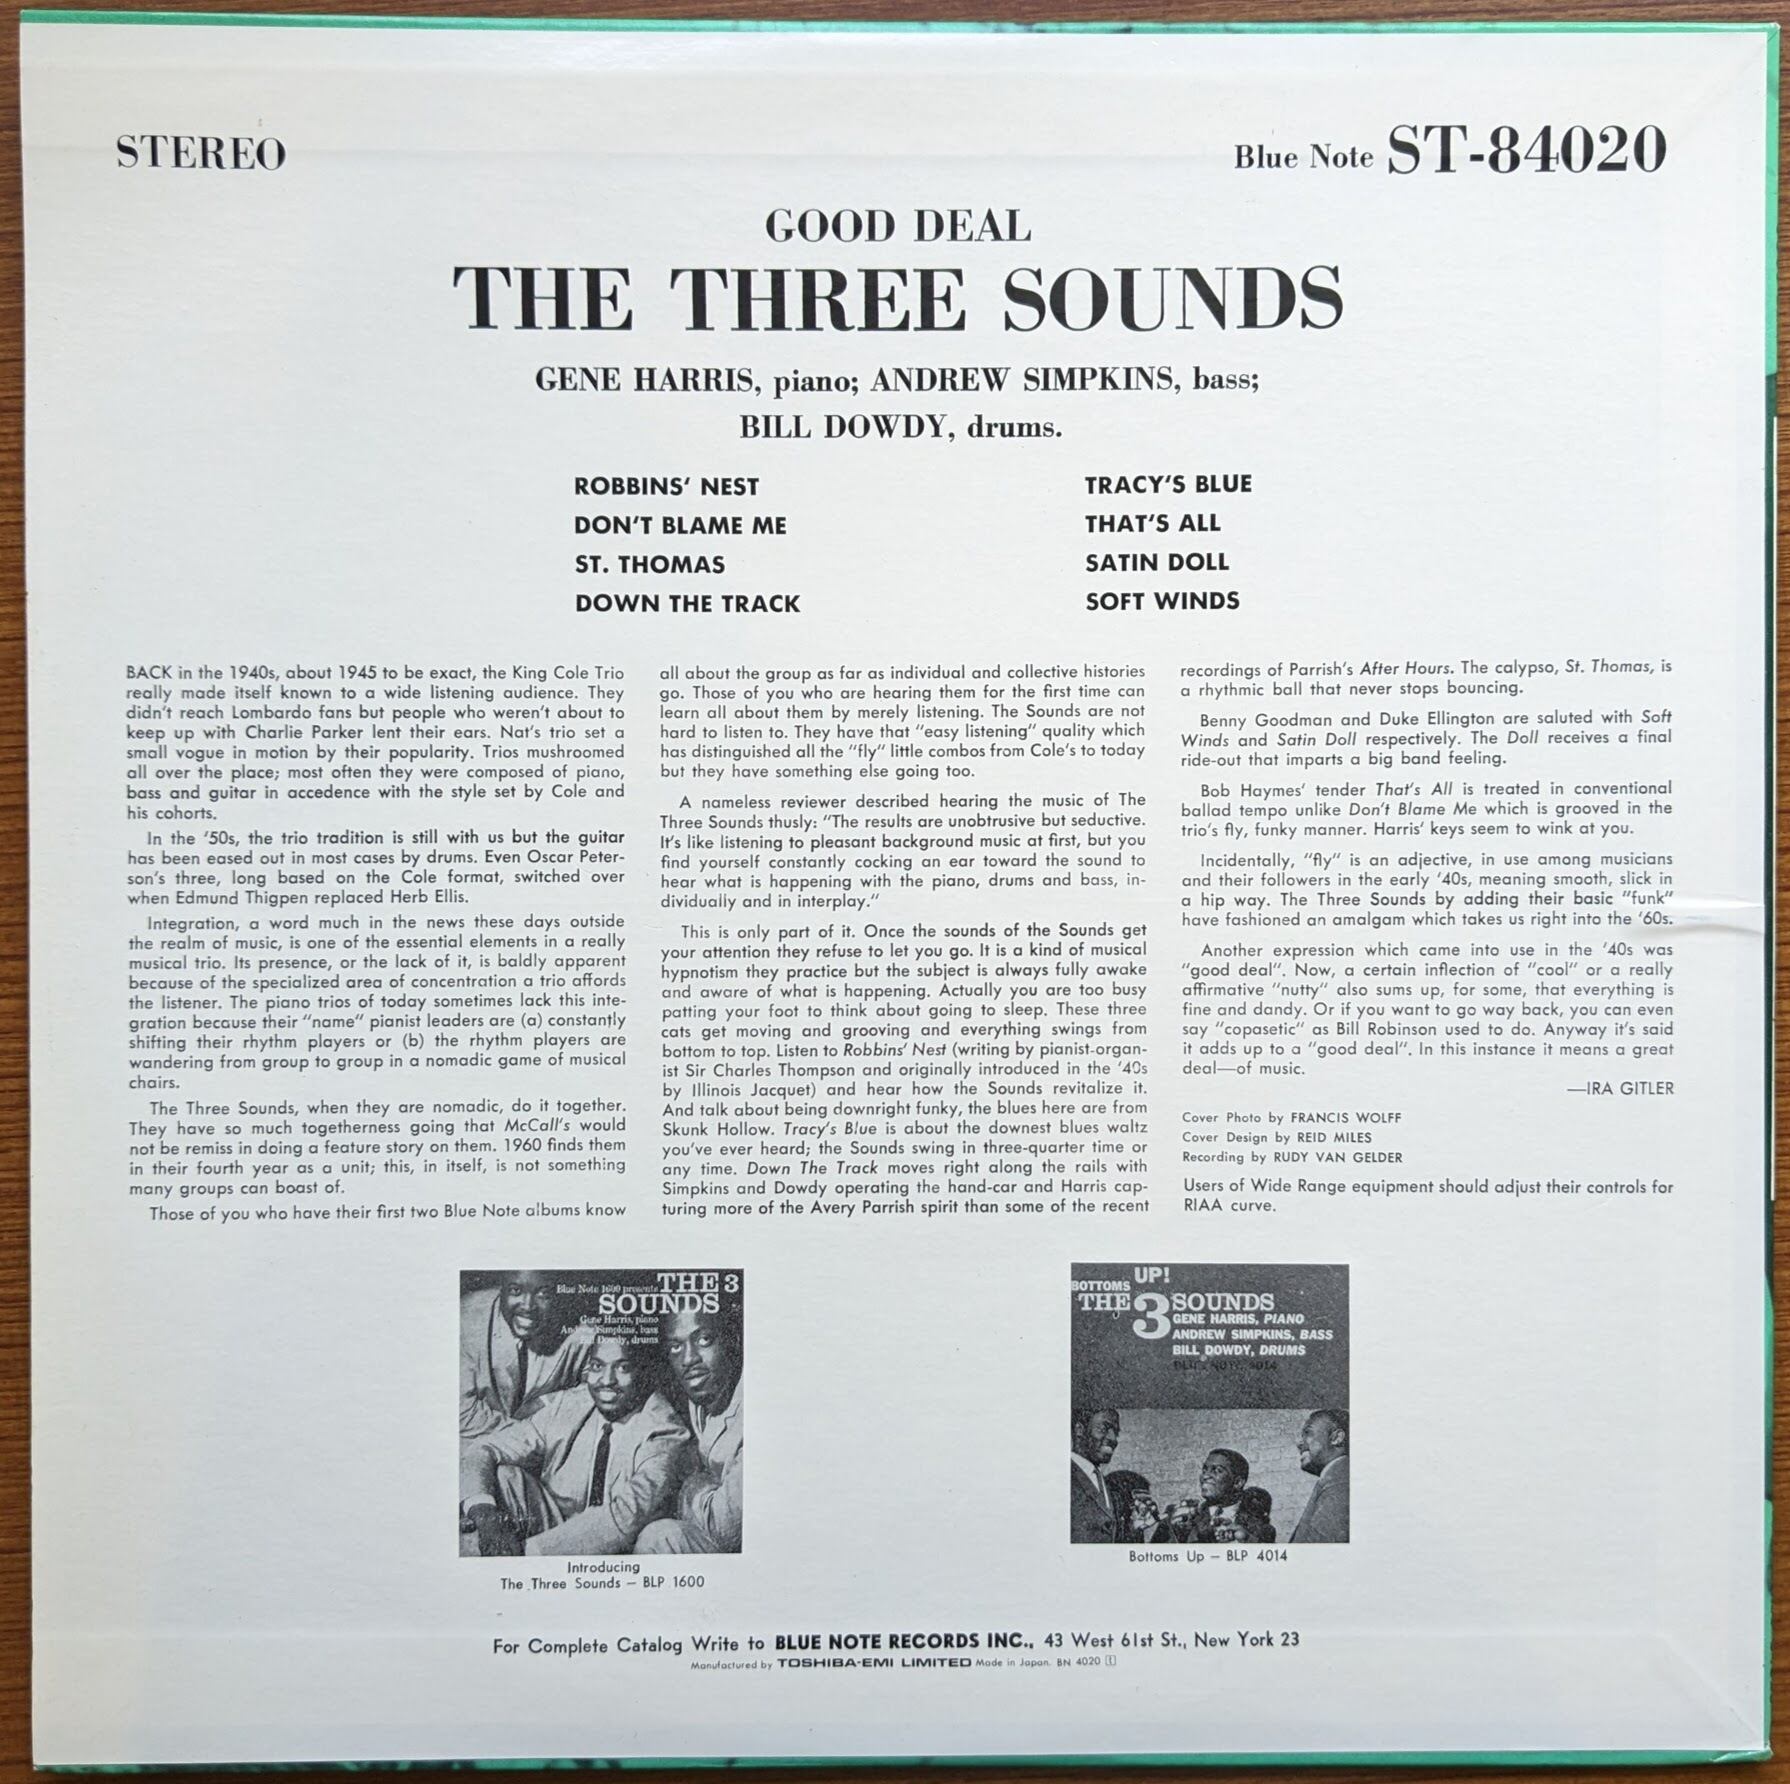 STEREO
Blue Note ST-84020
GOOD DEAL
THE THREE SOUNDS
GENE HARRIS, piano; ANDREW SIMPKINS, bass;
BILL DOWDY, drums.
ROBBINS' NEST
DON'T BLAME ME
ST. THOMAS
DOWN THE TRACK
TRACY'S BLUE
THAT'S ALL
SATIN DOLL
SOFT WINDS
BACK in the 1940s, about 1945 to be exact, the King Cole Trio
really made itself known to a wide listening audience. They
didn't reach Lombardo fans but people who weren't about to
keep up with Charlie Parker lent their ears. Nat's trio set a
small vogue in motion by their popularity. Trios mushroomed
all over the place; most often they were composed of piano,
bass and guitar in accedence with the style set by Cole and
his cohorts.
In the '50s, the trio tradition is still with us but the guitar
has been eased out in most cases by drums. Even Oscar Peter-
son's three, long based on the Cole format, switched over
when Edmund Thigpen replaced Herb Ellis.
Integration, a word much in the news these days outside
the realm of music, is one of the essential elements in a really
musical trio. Its presence, or the lack of it, is baldly apparent
because of the specialized area of concentration a trio affords
the listener. The piano trios of today sometimes lack this inte-
gration because their "name" pianist leaders are (a) constantly
shifting their rhythm players or (b) the rhythm players are
wandering from group to group in a nomadic game of musical
chairs.
The Three Sounds, when they are nomadic, do it together.
They have so much togetherness going that McCall's would
not be remiss in doing a feature story on them. 1960 finds them
in their fourth year as a unit; this, in itself, is not something
many groups can boast of.
Those of you who have their first two Blue Note albums know
all about the group as far as individual and collective histories
go. Those of you who are hearing them for the first time can
learn all about them by merely listening. The Sounds are not
hard to listen to. They have that "easy listening" quality which
has distinguished all the "fly" little combos from Cole's to today
but they have something else going too.
A nameless reviewer described hearing the music of The
Three Sounds thusly: "The results are unobtrusive but seductive.
It's like listening to pleasant background music at first, but you
find yourself constantly cocking an ear toward the sound to
hear what is happening with the piano, drums and bass, in-
dividually and in interplay."
This is only part of it. Once the sounds of the Sounds get
your attention they refuse to let you go. It is a kind of musical
hypnotism they practice but the subject is always fully awake
and aware of what is happening. Actually you are too busy
patting your foot to think about going to sleep. These three
cats get moving and grooving and everything swings from
bottom to top. Listen to Robbins' Nest (writing by pianist-organ-
ist Sir Charles Thompson and originally introduced in the '40s
by Illinois Jacquet) and hear how the Sounds revitalize it.
And talk about being downright funky, the blues here are from
Skunk Hollow. Tracy's Blue is about the downest blues waltz
you've ever heard; the Sounds swing in three-quarter time or
any time. Down The Track moves right along the rails with
Simpkins and Dowdy operating the hand-car and Harris cap-
turing more of the Avery Parrish spirit than some of the recent
recordings of Parrish's After Hours. The calypso, St. Thomas, is
a rhythmic ball that never stops bouncing.
Benny Goodman and Duke Ellington are saluted with Soft
Winds and Satin Doll respectively. The Doll receives a final
ride-out that imparts a big band feeling.
Bob Haymes' tender That's All is treated in conventional
ballad tempo unlike Don't Blame Me which is grooved in the
trio's fly, funky manner. Harris' keys seem to wink at you.
Incidentally, "fly" is an adjective, in use among musicians
and their followers in the early '40s, meaning smooth, slick in
a hip way. The Three Sounds by adding their basic "funk"
have fashioned an amalgam which takes us right into the '60s.
Another expression which came into use in the '40s was
"good deal". Now, a certain inflection of "cool" or a really
affirmative "nutty" also sums up, for some, that everything is
fine and dandy. Or if you want to go way back, you can even
say "copasetic" as Bill Robinson used to do. Anyway it's said
it adds up to a "good deal". In this instance it means a great
deal—of music.
—IRA GITLER
Cover Photo by FRANCIS WOLFF
Cover Design by REID MILES
Recording by RUDY VAN GELDER
Users of Wide Range equipment should adjust their controls for
RIAA curve.
Blue Note 1600 presents THE 3
SOUNDS
Gene Harris, piano
Andrew Simpkins, bass
Bill Dowdy, drums
Introducing
The Three Sounds – BLP 1600
BOTTOMS UP!
THE 3 SOUNDS
GENE HARRIS, PIANO
ANDREW SIMPKINS, BASS
BILL DOWDY, DRUMS
BLUE NOTE 4014
Bottoms Up – BLP 4014
For Complete Catalog Write to BLUE NOTE RECORDS INC., 43 West 61st St., New York 23
Manufactured by TOSHIBA-EMI LIMITED Made in Japan. BN 4020